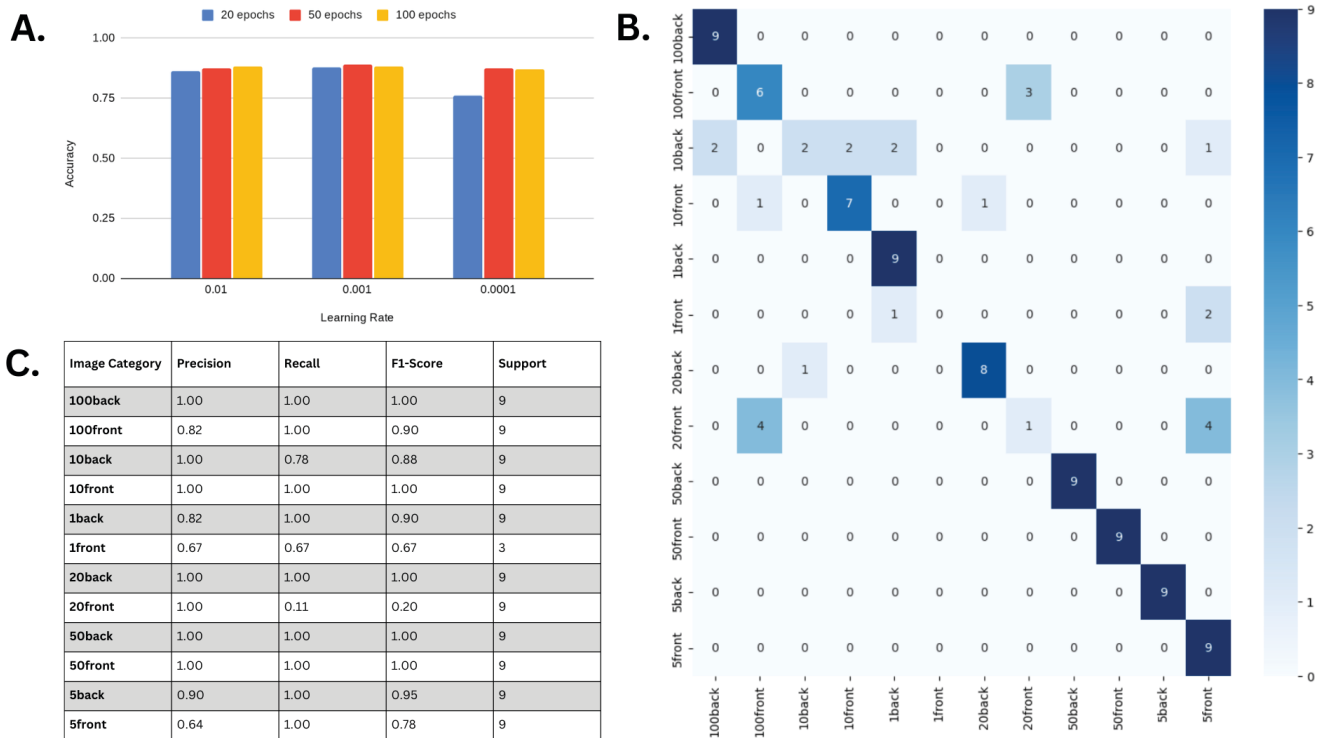 A.
20 epochs 50 epochs 100 epochs
1.00
0.75
0.50
0.25
0.00
Accuracy
0.01 0.001 0.0001
Learning Rate
B.
100back 9 0 0 0 0 0 0 0 0 0 0 0
100front 0 6 0 0 0 0 0 3 0 0 0 0
10back 2 0 2 2 2 0 0 0 0 0 0 1
10front 0 1 0 7 0 0 1 0 0 0 0 0
1back 0 0 0 0 9 0 0 0 0 0 0 0
1front 0 0 0 0 1 0 0 0 0 0 0 2
20back 0 0 1 0 0 0 8 0 0 0 0 0
20front 0 4 0 0 0 0 0 1 0 0 0 4
50back 0 0 0 0 0 0 0 0 9 0 0 0
50front 0 0 0 0 0 0 0 0 0 9 0 0
5back 0 0 0 0 0 0 0 0 0 0 9 0
5front 0 0 0 0 0 0 0 0 0 0 0 9
100back 100front 10back 10front 1back 1front 20back 20front 50back 50front 5back 5front
9
8
7
6
5
4
3
2
1
0
C.
Image Category Precision Recall F1-Score Support
100back 1.00 1.00 1.00 9
100front 0.82 1.00 0.90 9
10back 1.00 0.78 0.88 9
10front 1.00 1.00 1.00 9
1back 0.82 1.00 0.90 9
1front 0.67 0.67 0.67 3
20back 1.00 1.00 1.00 9
20front 1.00 0.11 0.20 9
50back 1.00 1.00 1.00 9
50front 1.00 1.00 1.00 9
5back 0.90 1.00 0.95 9
5front 0.64 1.00 0.78 9